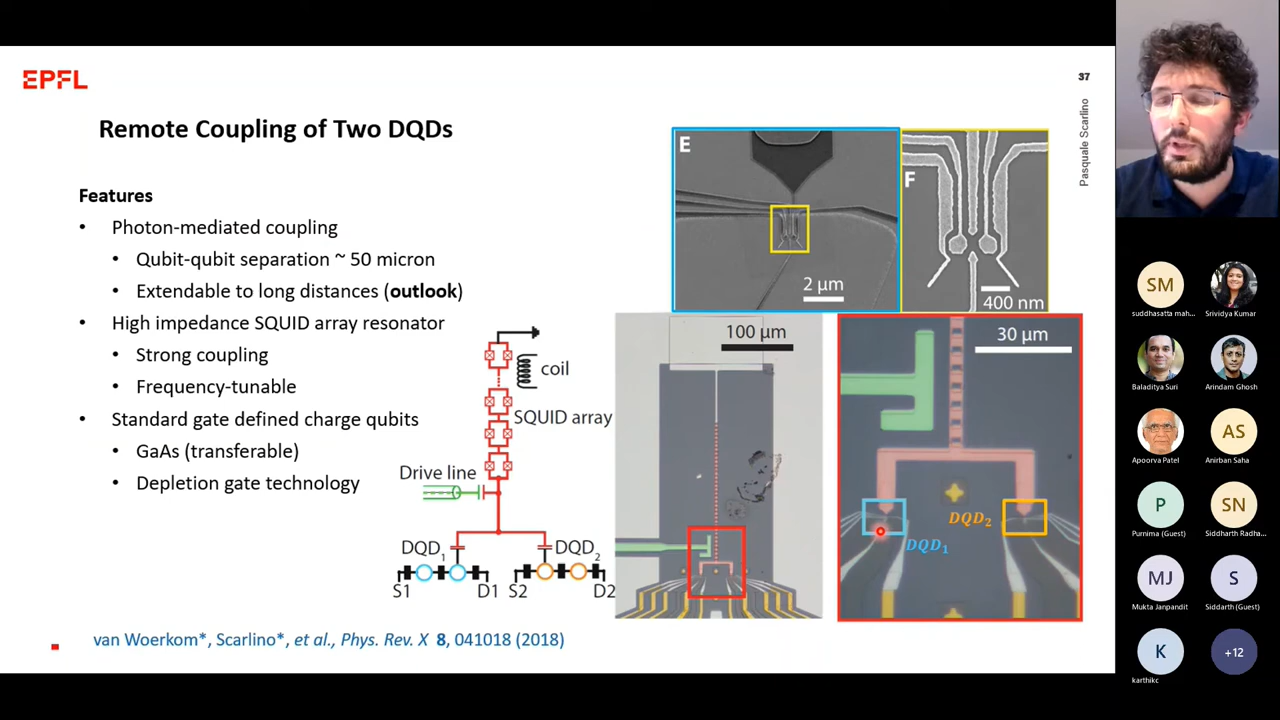 EPFL
37
Pasquale Scarlino
Remote Coupling of Two DQDs
Features
• Photon-mediated coupling
• Qubit-qubit separation ~ 50 micron
• Extendable to long distances (outlook)
• High impedance SQUID array resonator
• Strong coupling
• Frequency-tunable
• Standard gate defined charge qubits
• GaAs (transferable)
• Depletion gate technology
coil
SQUID array
Drive line
DQD1
DQD2
S1
D1
S2
D2
E
2 µm
F
400 nm
100 µm
30 µm
DQD1
DQD2
van Woerkom*, Scarlino*, et al., Phys. Rev. X 8, 041018 (2018)
SM
suddhasatta mah...
Srividya Kumar
Baladitya Suri
Arindam Ghosh
Apoorva Patel
AS
Anirban Saha
P
Purnima (Guest)
SN
Siddharth Radha...
MJ
Mukta Janpandit
S
Siddarth (Guest)
K
karthikc
+12